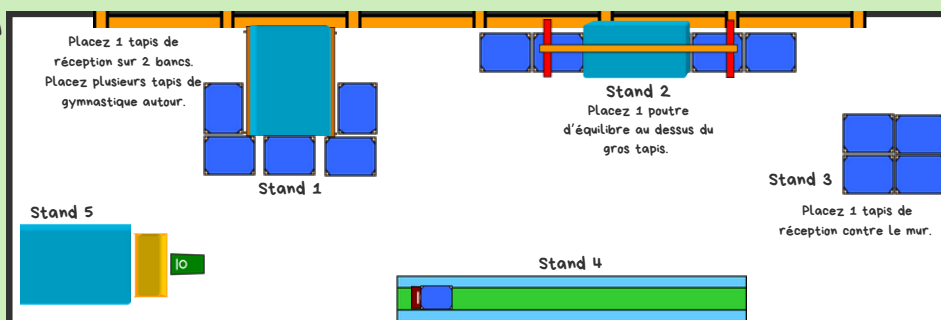 Placez 1 tapis de
réception sur 2 bancs.
Placez plusieurs tapis de
gymnastique autour.
Stand 1
Stand 2
Placez 1 poutre
d'équilibre au dessus du
gros tapis.
Stand 3
Placez 1 tapis de
réception contre le mur.
Stand 5
Stand 4